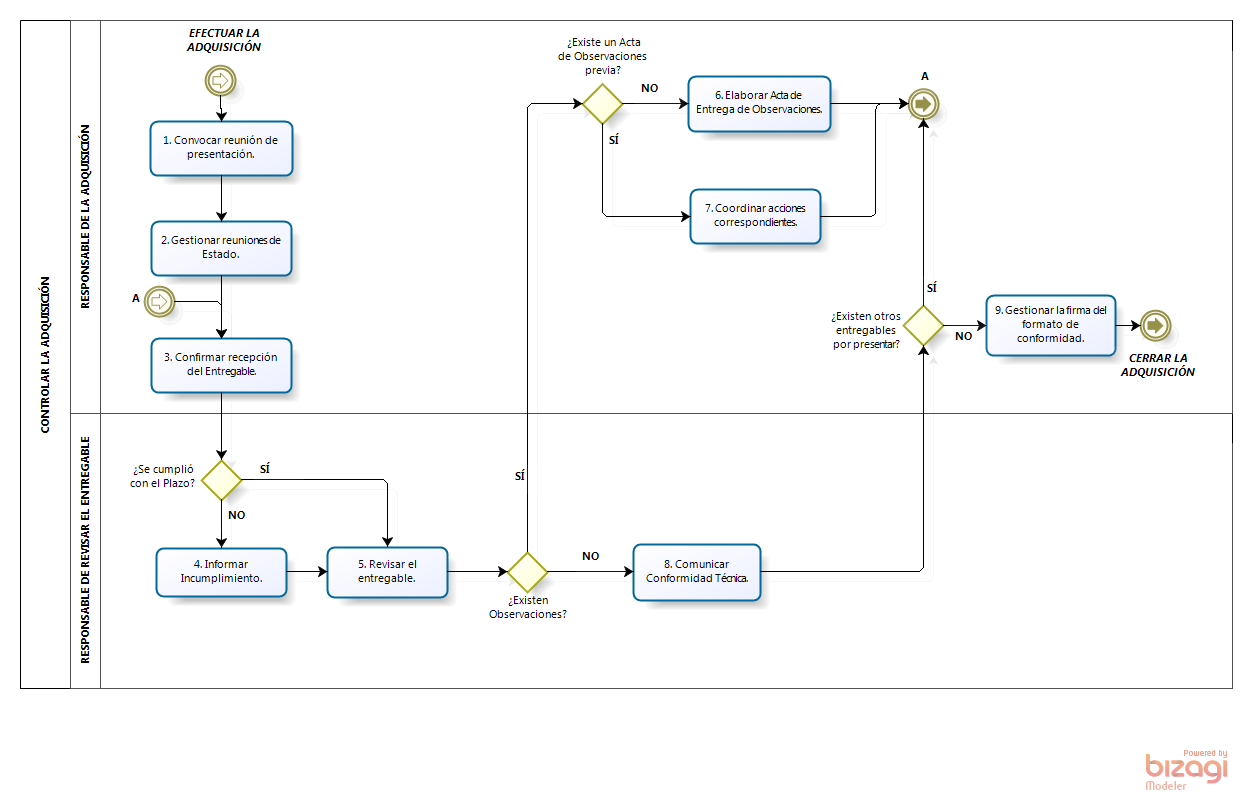 CONTROLAR LA ADQUISICIÓN
RESPONSABLE DE LA ADQUISICIÓN
EFECTUAR LA
ADQUISICIÓN
1. Convocar reunión de
presentación.
2. Gestionar reuniones de
Estado.
A
3. Confirmar recepción
del Entregable.
¿Existe un Acta
de Observaciones
previa?
NO
SÍ
6. Elaborar Acta de
Entrega de Observaciones.
7. Coordinar acciones
correspondientes.
A
SÍ
¿Existen otros
entregables
por presentar?
NO
9. Gestionar la firma del
formato de
conformidad.
CERRAR LA
ADQUISICIÓN
RESPONSABLE DE REVISAR EL ENTREGABLE
¿Se cumplió
con el Plazo?
SÍ
NO
4. Informar
Incumplimiento.
5. Revisar el
entregable.
SÍ
¿Existen
Observaciones?
NO
8. Comunicar
Conformidad Técnica.
Powered by
bizagi
Modeler